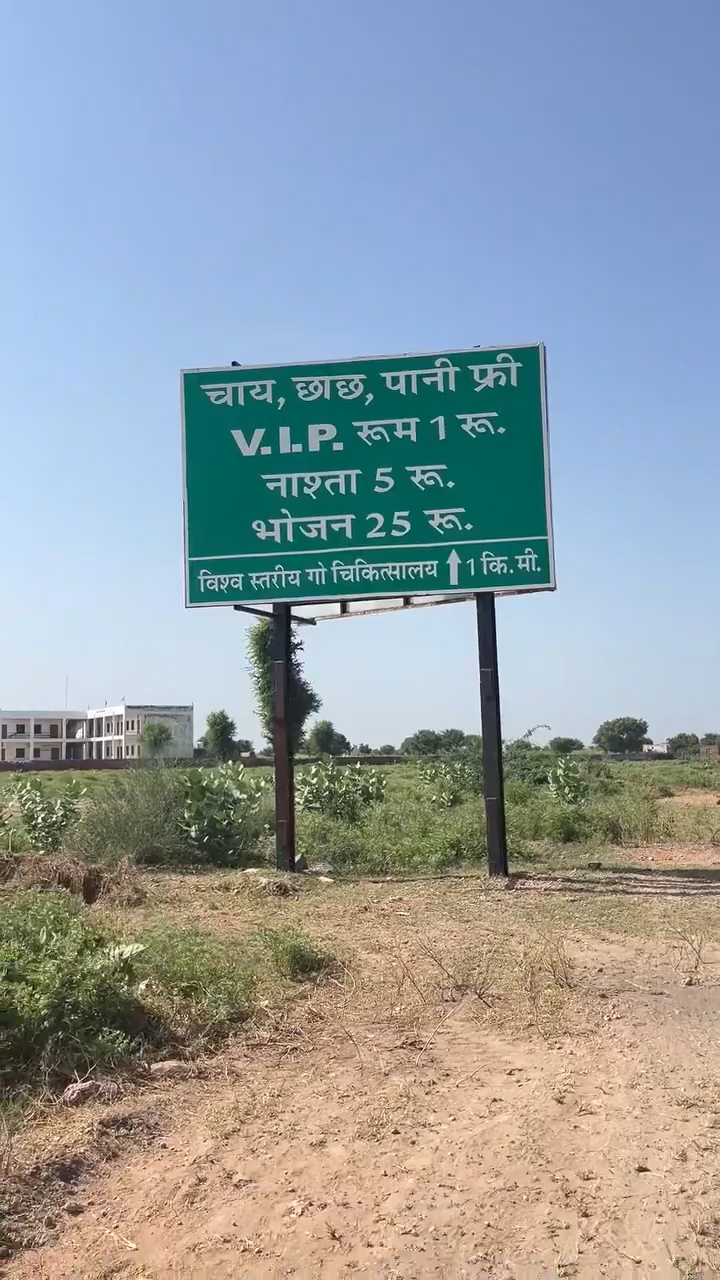 चाय, छाछ, पानी फ्री
V.I.P. रूम 1 रू.
नाश्ता 5 रू.
भोजन 25 रू.
विश्व स्तरीय गो चिकित्सालय ↑ 1 कि.मी.